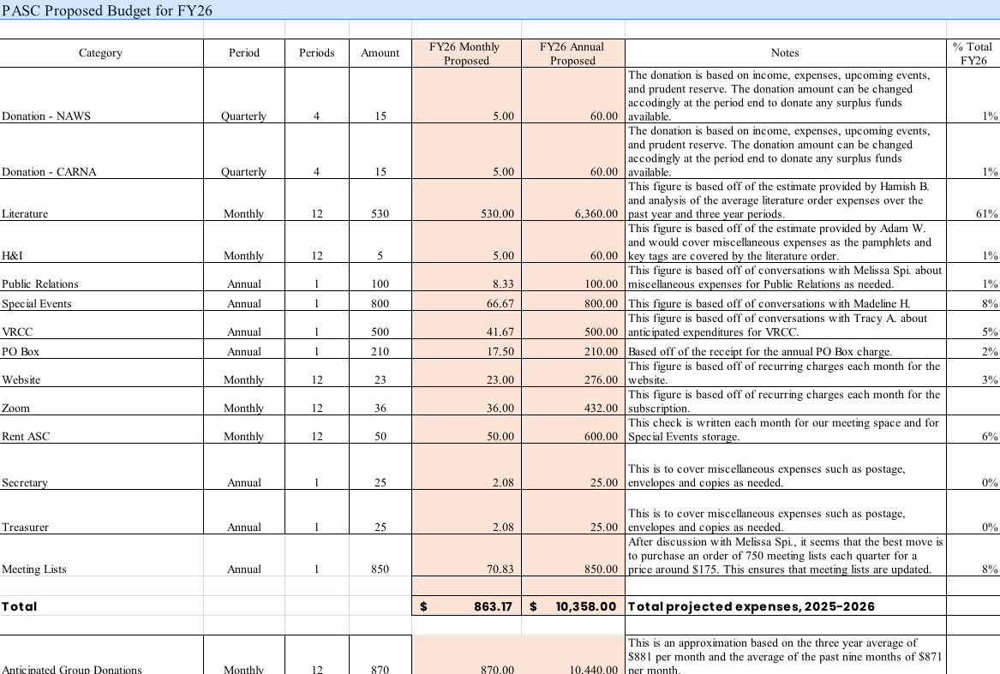 PASC Proposed Budget for FY26
Category Period Periods Amount FY26 Monthly Proposed FY26 Annual Proposed Notes % Total FY26
The donation is based on income, expenses, upcoming events,
and prudent reserve. The donation amount can be changed
accodingly at the period end to donate any surplus funds
Donation - NAWS Quarterly 4 15 5.00 60.00 available. 1%
The donation is based on income, expenses, upcoming events,
and prudent reserve. The donation amount can be changed
accodingly at the period end to donate any surplus funds
Donation - CARNA Quarterly 4 15 5.00 60.00 available. 1%
This figure is based off of the estimate provided by Hamish B.
and analysis of the average literature order expenses over the
Literature Monthly 12 530 530.00 6,360.00 past year and three year periods. 61%
This figure is based off of the estimate provided by Adam W.
and would cover miscellaneous expenses as the pamphlets and
H&I Monthly 12 5 5.00 60.00 key tags are covered by the literature order. 1%
This figure is based off of conversations with Melissa Spi. about
Public Relations Annual 1 100 8.33 100.00 miscellaneous expenses for Public Relations as needed. 1%
Special Events Annual 1 800 66.67 800.00 This figure is based off of conversations with Madeline H. 8%
This figure is based off of conversations with Tracy A. about
VRCC Annual 1 500 41.67 500.00 anticipated expenditures for VRCC. 5%
PO Box Annual 1 210 17.50 210.00 Based off of the receipt for the annual PO Box charge. 2%
This figure is based off of recurring charges each month for the
Website Monthly 12 23 23.00 276.00 website. 3%
This figure is based off of recurring charges each month for the
Zoom Monthly 12 36 36.00 432.00 subscription.
This check is written each month for our meeting space and for
Rent ASC Monthly 12 50 50.00 600.00 Special Events storage. 6%
This is to cover miscellaneous expenses such as postage,
Secretary Annual 1 25 2.08 25.00 envelopes and copies as needed. 0%
This is to cover miscellaneous expenses such as postage,
Treasurer Annual 1 25 2.08 25.00 envelopes and copies as needed. 0%
After discussion with Melissa Spi., it seems that the best move is
to purchase an order of 750 meeting lists each quarter for a
Meeting Lists Annual 1 850 70.83 850.00 price around $175. This ensures that meeting lists are updated. 8%
Total $ 863.17 $ 10,358.00 Total projected expenses, 2025-2026
This is an approximation based on the three year average of
$881 per month and the average of the past nine months of $871
Anticipated Group Donations Monthly 12 870 870.00 10,440.00 per month.